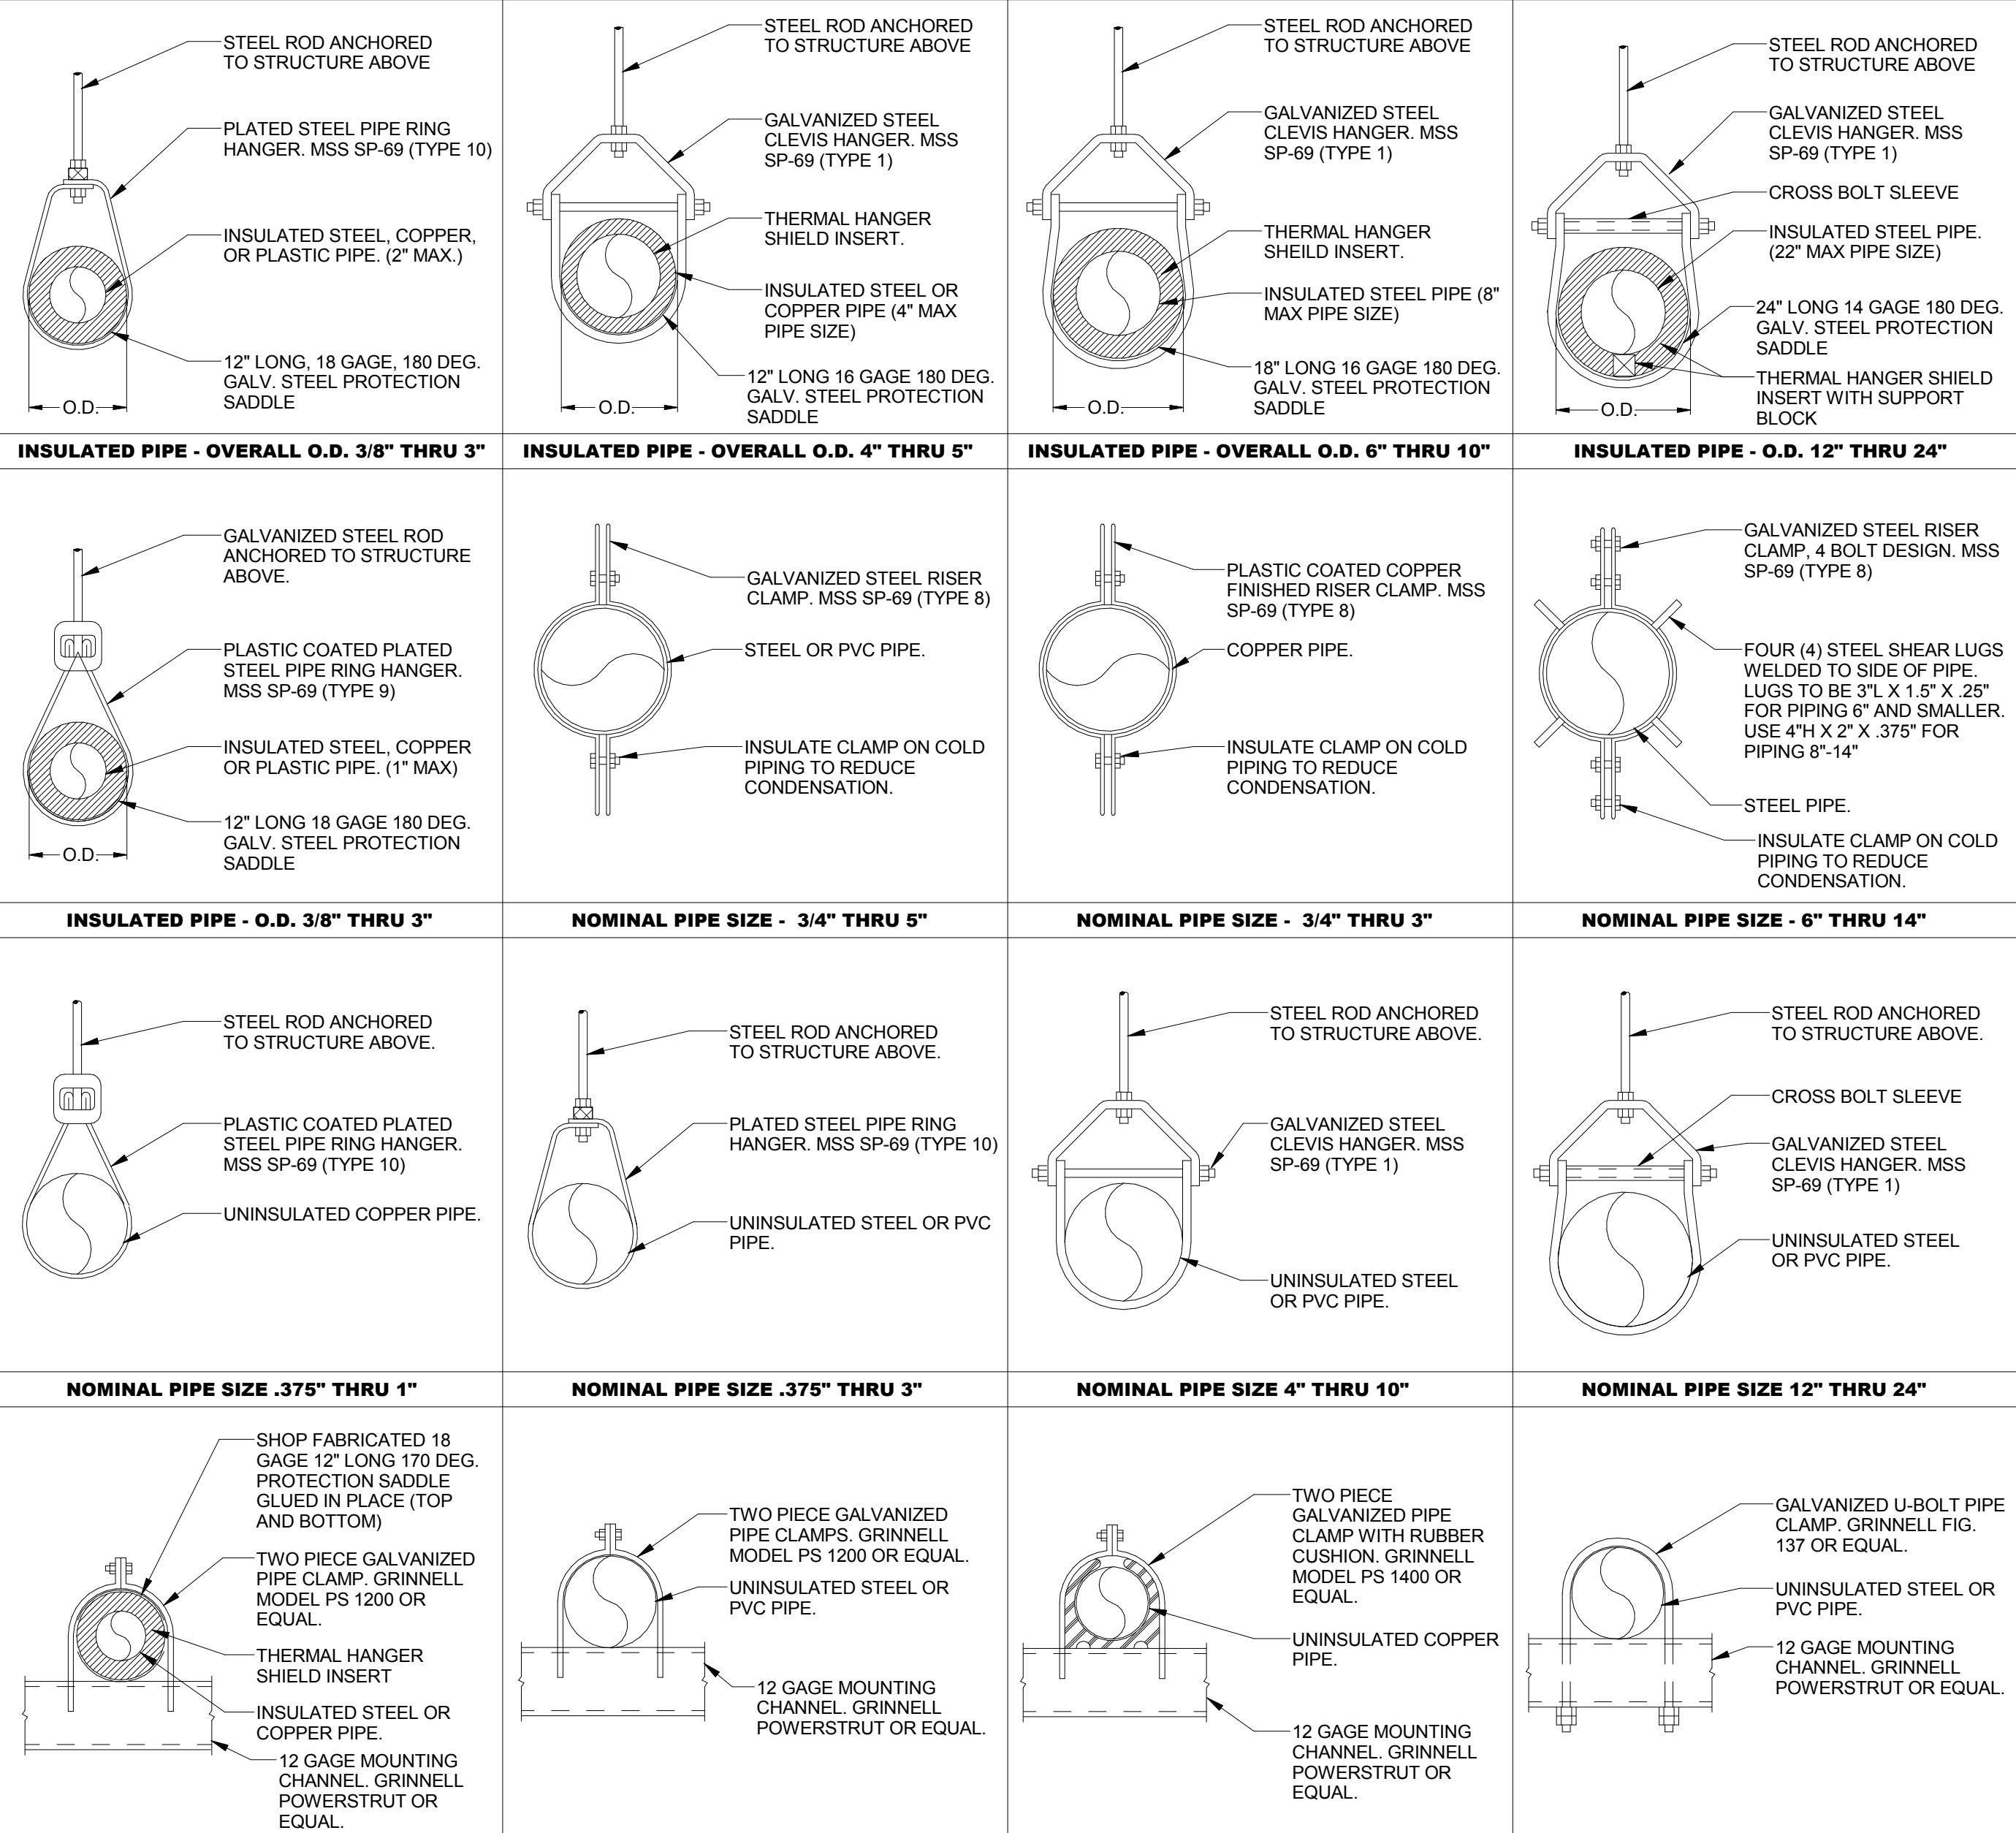 STEEL ROD ANCHORED
TO STRUCTURE ABOVE
PLATED STEEL PIPE RING
HANGER. MSS SP-69 (TYPE 10)
INSULATED STEEL, COPPER,
OR PLASTIC PIPE. (2" MAX.)
12" LONG, 18 GAGE, 180 DEG.
GALV. STEEL PROTECTION
SADDLE
O.D.
INSULATED PIPE - OVERALL O.D. 3/8" THRU 3"
STEEL ROD ANCHORED
TO STRUCTURE ABOVE
GALVANIZED STEEL
CLEVIS HANGER. MSS
SP-69 (TYPE 1)
THERMAL HANGER
SHIELD INSERT.
INSULATED STEEL OR
COPPER PIPE (4" MAX
PIPE SIZE)
12" LONG 16 GAGE 180 DEG.
GALV. STEEL PROTECTION
SADDLE
O.D.
INSULATED PIPE - OVERALL O.D. 4" THRU 5"
STEEL ROD ANCHORED
TO STRUCTURE ABOVE
GALVANIZED STEEL
CLEVIS HANGER. MSS
SP-69 (TYPE 1)
THERMAL HANGER
SHEILD INSERT.
INSULATED STEEL PIPE (8"
MAX PIPE SIZE)
18" LONG 16 GAGE 180 DEG.
GALV. STEEL PROTECTION
SADDLE
O.D.
INSULATED PIPE - OVERALL O.D. 6" THRU 10"
STEEL ROD ANCHORED
TO STRUCTURE ABOVE
GALVANIZED STEEL
CLEVIS HANGER. MSS
SP-69 (TYPE 1)
CROSS BOLT SLEEVE
INSULATED STEEL PIPE.
(22" MAX PIPE SIZE)
24" LONG 14 GAGE 180 DEG.
GALV. STEEL PROTECTION
SADDLE
THERMAL HANGER SHIELD
INSERT WITH SUPPORT
BLOCK
O.D.
INSULATED PIPE - O.D. 12" THRU 24"
GALVANIZED STEEL ROD
ANCHORED TO STRUCTURE
ABOVE.
PLASTIC COATED PLATED
STEEL PIPE RING HANGER.
MSS SP-69 (TYPE 9)
INSULATED STEEL, COPPER
OR PLASTIC PIPE. (1" MAX)
12" LONG 18 GAGE 180 DEG.
GALV. STEEL PROTECTION
SADDLE
O.D.
INSULATED PIPE - O.D. 3/8" THRU 3"
GALVANIZED STEEL RISER
CLAMP. MSS SP-69 (TYPE 8)
STEEL OR PVC PIPE.
INSULATE CLAMP ON COLD
PIPING TO REDUCE
CONDENSATION.
NOMINAL PIPE SIZE - 3/4" THRU 5"
PLASTIC COATED COPPER
FINISHED RISER CLAMP. MSS
SP-69 (TYPE 8)
COPPER PIPE.
INSULATE CLAMP ON COLD
PIPING TO REDUCE
CONDENSATION.
NOMINAL PIPE SIZE - 3/4" THRU 3"
GALVANIZED STEEL RISER
CLAMP, 4 BOLT DESIGN. MSS
SP-69 (TYPE 8)
FOUR (4) STEEL SHEAR LUGS
WELDED TO SIDE OF PIPE.
LUGS TO BE 3"L X 1.5" X .25"
FOR PIPING 6" AND SMALLER.
USE 4"H X 2" X .375" FOR
PIPING 8"-14"
STEEL PIPE.
INSULATE CLAMP ON COLD
PIPING TO REDUCE
CONDENSATION.
NOMINAL PIPE SIZE - 6" THRU 14"
STEEL ROD ANCHORED
TO STRUCTURE ABOVE.
PLASTIC COATED PLATED
STEEL PIPE RING HANGER.
MSS SP-69 (TYPE 10)
UNINSULATED COPPER PIPE.
NOMINAL PIPE SIZE .375" THRU 1"
STEEL ROD ANCHORED
TO STRUCTURE ABOVE.
PLATED STEEL PIPE RING
HANGER. MSS SP-69 (TYPE 10)
UNINSULATED STEEL OR PVC
PIPE.
NOMINAL PIPE SIZE .375" THRU 3"
STEEL ROD ANCHORED
TO STRUCTURE ABOVE.
GALVANIZED STEEL
CLEVIS HANGER. MSS
SP-69 (TYPE 1)
UNINSULATED STEEL
OR PVC PIPE.
NOMINAL PIPE SIZE 4" THRU 10"
STEEL ROD ANCHORED
TO STRUCTURE ABOVE.
CROSS BOLT SLEEVE
GALVANIZED STEEL
CLEVIS HANGER. MSS
SP-69 (TYPE 1)
UNINSULATED STEEL
OR PVC PIPE.
NOMINAL PIPE SIZE 12" THRU 24"
SHOP FABRICATED 18
GAGE 12" LONG 170 DEG.
PROTECTION SADDLE
GLUED IN PLACE (TOP
AND BOTTOM)
TWO PIECE GALVANIZED
PIPE CLAMP. GRINNELL
MODEL PS 1200 OR
EQUAL.
THERMAL HANGER
SHIELD INSERT
INSULATED STEEL OR
COPPER PIPE.
12 GAGE MOUNTING
CHANNEL. GRINNELL
POWERSTRUT OR
EQUAL.
TWO PIECE GALVANIZED
PIPE CLAMPS. GRINNELL
MODEL PS 1200 OR EQUAL.
UNINSULATED STEEL OR
PVC PIPE.
12 GAGE MOUNTING
CHANNEL. GRINNELL
POWERSTRUT OR EQUAL.
TWO PIECE
GALVANIZED PIPE
CLAMP WITH RUBBER
CUSHION. GRINNELL
MODEL PS 1400 OR
EQUAL.
UNINSULATED COPPER
PIPE.
12 GAGE MOUNTING
CHANNEL. GRINNELL
POWERSTRUT OR
EQUAL.
GALVANIZED U-BOLT PIPE
CLAMP. GRINNELL FIG.
137 OR EQUAL.
UNINSULATED STEEL OR
PVC PIPE.
12 GAGE MOUNTING
CHANNEL. GRINNELL
POWERSTRUT OR EQUAL.